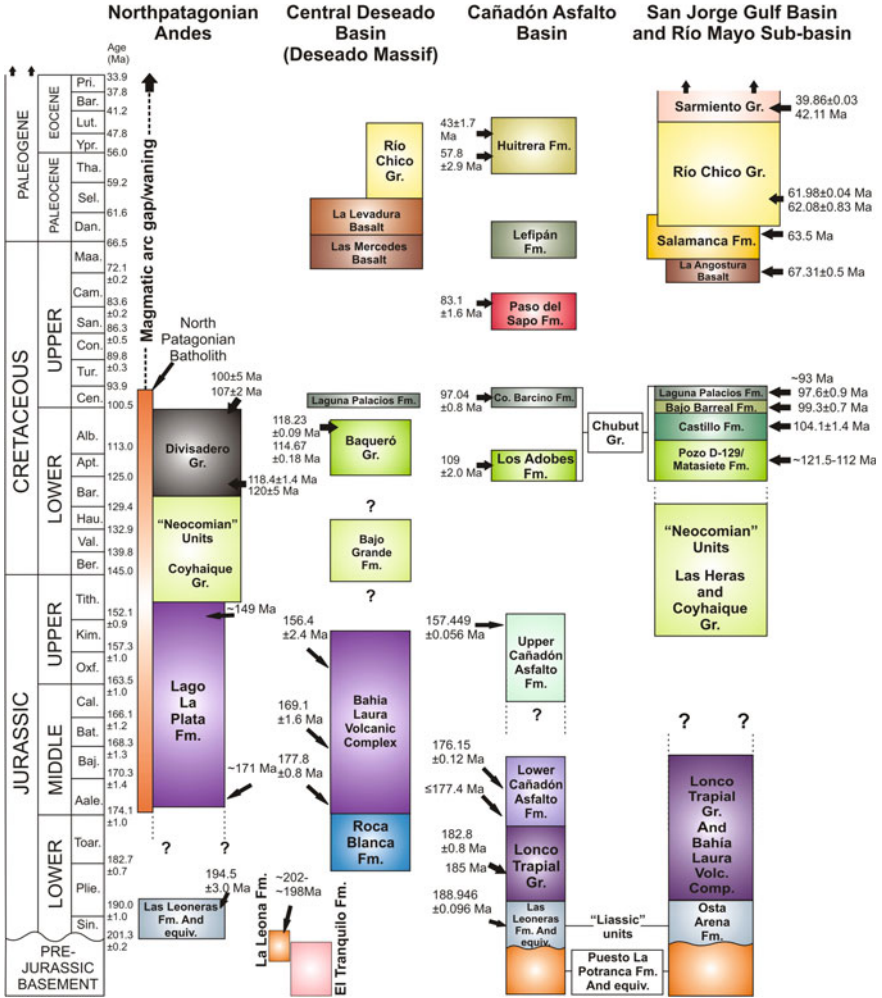 Northpatagonian
Andes
Central Deseado
Basin
(Deseado Massif)
Cañadón Asfalto
Basin
San Jorge Gulf Basin
and Río Mayo Sub-basin
Age
(Ma)
PALEOGENE
EOCENE
PALEOCENE
CRETACEOUS
UPPER
LOWER
JURASSIC
UPPER
MIDDLE
LOWER
PRE-
JURASSIC
BASEMENT
Pri.
Bar.
Lut.
Ypr.
Tha.
Sel.
Dan.
Maa.
Cam.
San.
Con.
Tur.
Cen.
Alb.
Apt.
Bar.
Hau.
Val.
Ber.
Tith.
Kim.
Oxf.
Cal.
Bat.
Baj.
Aale.
Toar.
Plie.
Sin.
33.9
37.8
41.2
47.8
56.0
59.2
61.6
66.5
72.1
±0.2
83.6
±0.2
86.3
±0.5
89.8
±0.3
93.9
100.5
113.0
125.0
129.4
132.9
139.8
145.0
152.1
±0.9
157.3
±1.0
163.5
±1.0
166.1
±1.2
168.3
±1.3
170.3
±1.4
174.1
±1.0
182.7
±0.7
190.0
±1.0
201.3
±0.2
Magmatic arc gap/waning
North
Patagonian
Batholith
100±5 Ma
107±2 Ma
Divisadero
Gr.
118.4±1.4 Ma
120±5 Ma
"Neocomian"
Units
Coyhaique
Gr.
~149 Ma
Lago
La
Plata
Fm.
~171 Ma
?
?
194.5
±3.0 Ma
Las Leoneras
Fm. And
equiv.
Río
Chico
Gr.
La Levadura
Basalt
Las Mercedes
Basalt
Laguna Palacios Fm.
118.23
±0.09 Ma
114.67
±0.18 Ma
Baqueró
Gr.
?
Bajo
Grande
Fm.
?
156.4
±2.4 Ma
169.1
±1.6 Ma
177.8
±0.8 Ma
Bahia
Laura
Volcanic
Complex
Roca
Blanca
Fm.
~202-
~198Ma
La Leona Fm.
El Tranquilo Fm.
43±1.7
Ma
57.8
±2.9 Ma
Huitrera Fm.
Lefipán
Fm.
83.1
±1.6 Ma
Paso del
Sapo Fm.
97.04
±0.8 Ma
Co. Barcino Fm.
109
±2.0 Ma
Los Adobes
Fm.
Chubut
Gr.
157.449
±0.056 Ma
Upper
Cañadón
Asfalto
Fm.
?
176.15
±0.12 Ma
≤177.4 Ma
Lower
Cañadón
Asfalto
Fm.
182.8
±0.8 Ma
185 Ma
Lonco
Trapial
Gr.
188.946
±0.096 Ma
Las Leoneras
Fm. And
equiv.
"Liassic"
units
Puesto La
Potranca Fm.
And equiv.
Sarmiento Gr.
39.86±0.03
42.11 Ma
Río Chico Gr.
61.98±0.04 Ma
62.08±0.83 Ma
Salamanca Fm.
63.5 Ma
La Angostura
Basalt
67.31±0.5 Ma
~93 Ma
Laguna Palacios Fm.
97.6±0.9 Ma
Bajo Barreal Fm.
99.3±0.7 Ma
Castillo Fm.
104.1±1.4 Ma
Pozo D-129/
Matasiete Fm.
~121.5-112 Ma
"Neocomian"
Units
Las Heras
and
Coyhaique
Gr.
?
?
Lonco
Trapial
Gr.
And
Bahía
Laura
Volc.
Comp.
Osta
Arena
Fm.